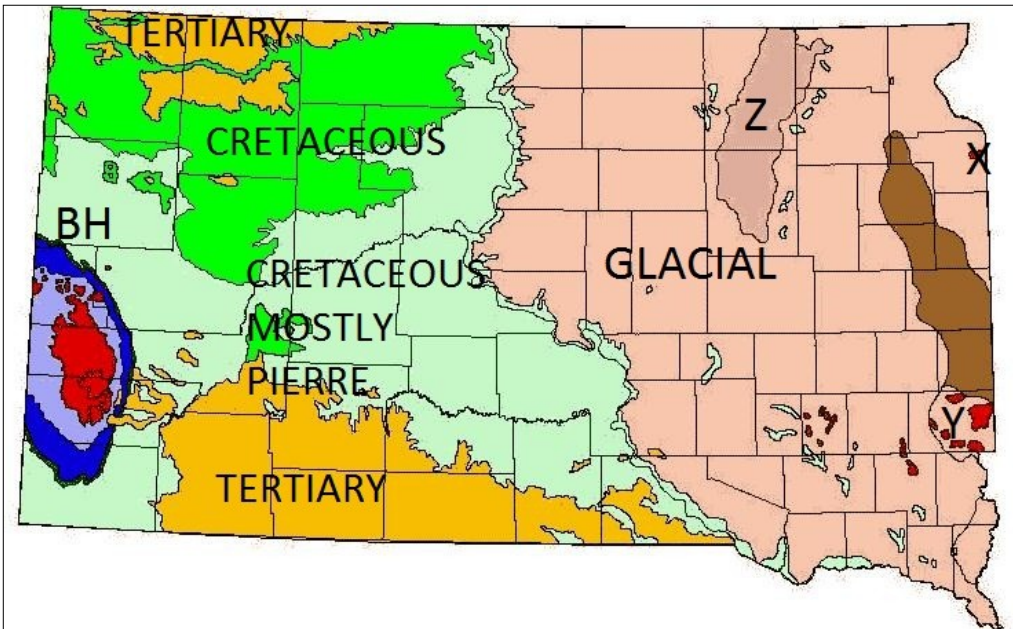 TERTIARY
Z
CRETACEOUS
X
BH
GLACIAL
CRETACEOUS
MOSTLY
PIERRE
Y
TERTIARY